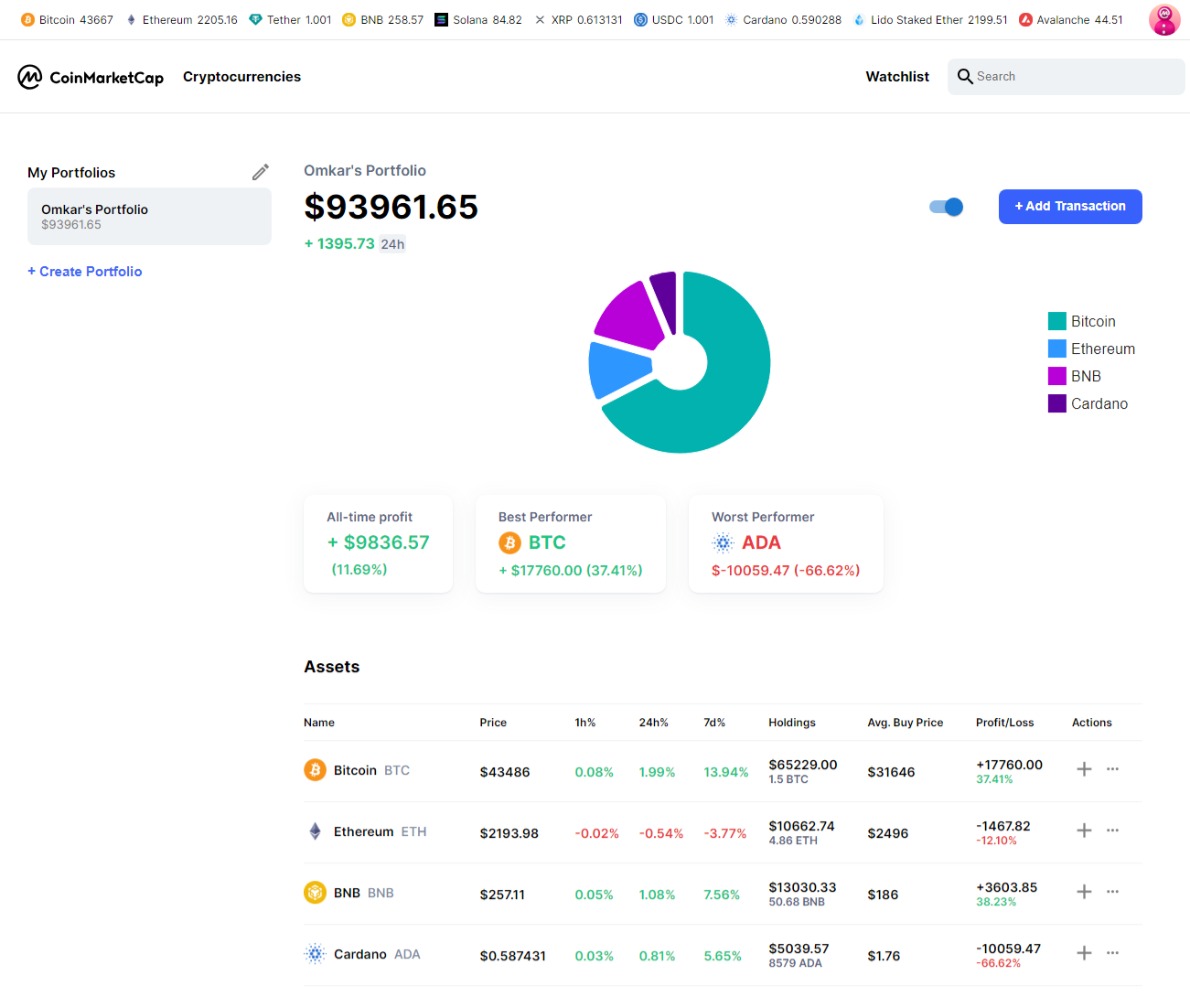 Bitcoin 43667 Ethereum 2205.16 Tether 1.001 BNB 258.57 Solana 84.82 XRP 0.613131 USDC 1.001 Cardano 0.590288 Lido Staked Ether 2199.51 Avalanche 44.51
CoinMarketCap Cryptocurrencies Watchlist Search
My Portfolios
Omkar's Portfolio
$93961.65
+ Create Portfolio
Omkar's Portfolio
$93961.65
+ 1395.73 24h
+ Add Transaction
Bitcoin
Ethereum
BNB
Cardano
All-time profit
+ $9836.57
(11.69%)
Best Performer
BTC
+ $17760.00 (37.41%)
Worst Performer
ADA
$-10059.47 (-66.62%)
Assets
Name Price 1h% 24h% 7d% Holdings Avg. Buy Price Profit/Loss Actions
Bitcoin BTC $43486 0.08% 1.99% 13.94% $65229.00 $31646 +17760.00
1.5 BTC 37.41%
Ethereum ETH $2193.98 -0.02% -0.54% -3.77% $10662.74 $2496 -1467.82
4.86 ETH -12.10%
BNB BNB $257.11 0.05% 1.08% 7.56% $13030.33 $186 +3603.85
50.68 BNB 38.23%
Cardano ADA $0.587431 0.03% 0.81% 5.65% $5039.57 $1.76 -10059.47
8579 ADA -66.62%